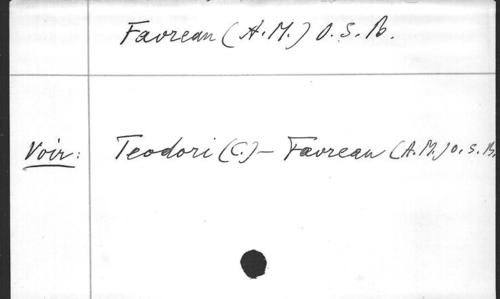 Favreau (A.M.) O.S.B.
Voir: Teodori (C.) – Favreau (A.M.) O.S.B.